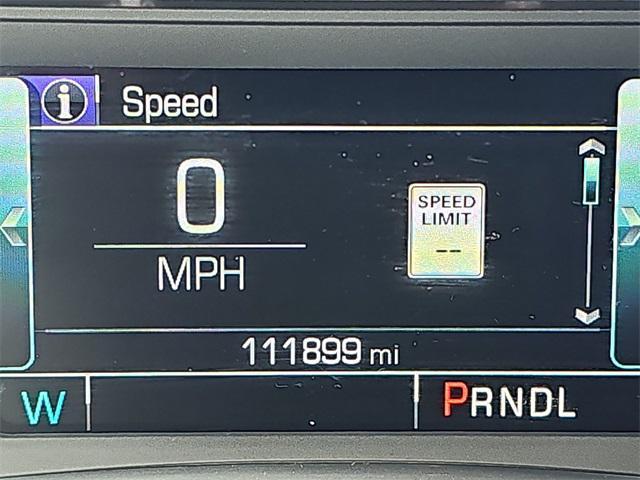 i Speed
0
MPH
SPEED
LIMIT
--
111899 mi
W
PRNDL